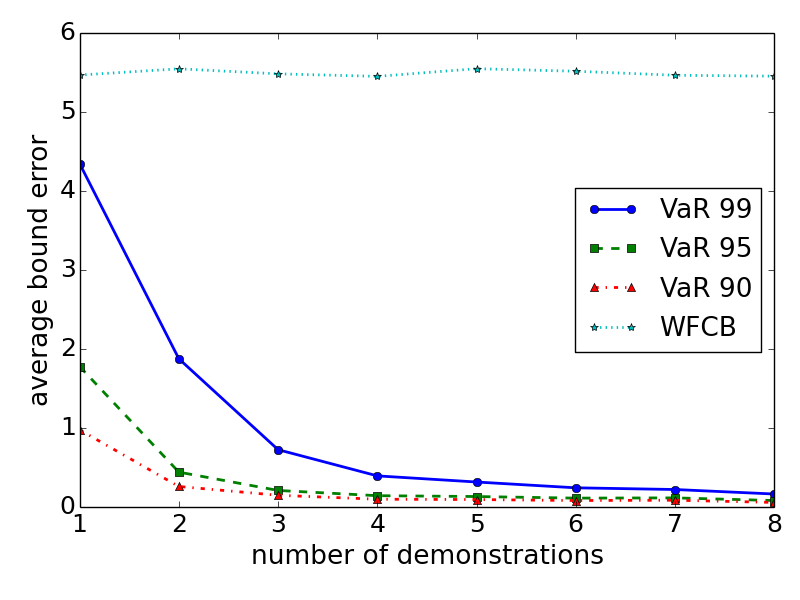 6
5
4
3
2
1
0
average bound error
VaR 99
VaR 95
VaR 90
WFCB
1 2 3 4 5 6 7 8
number of demonstrations